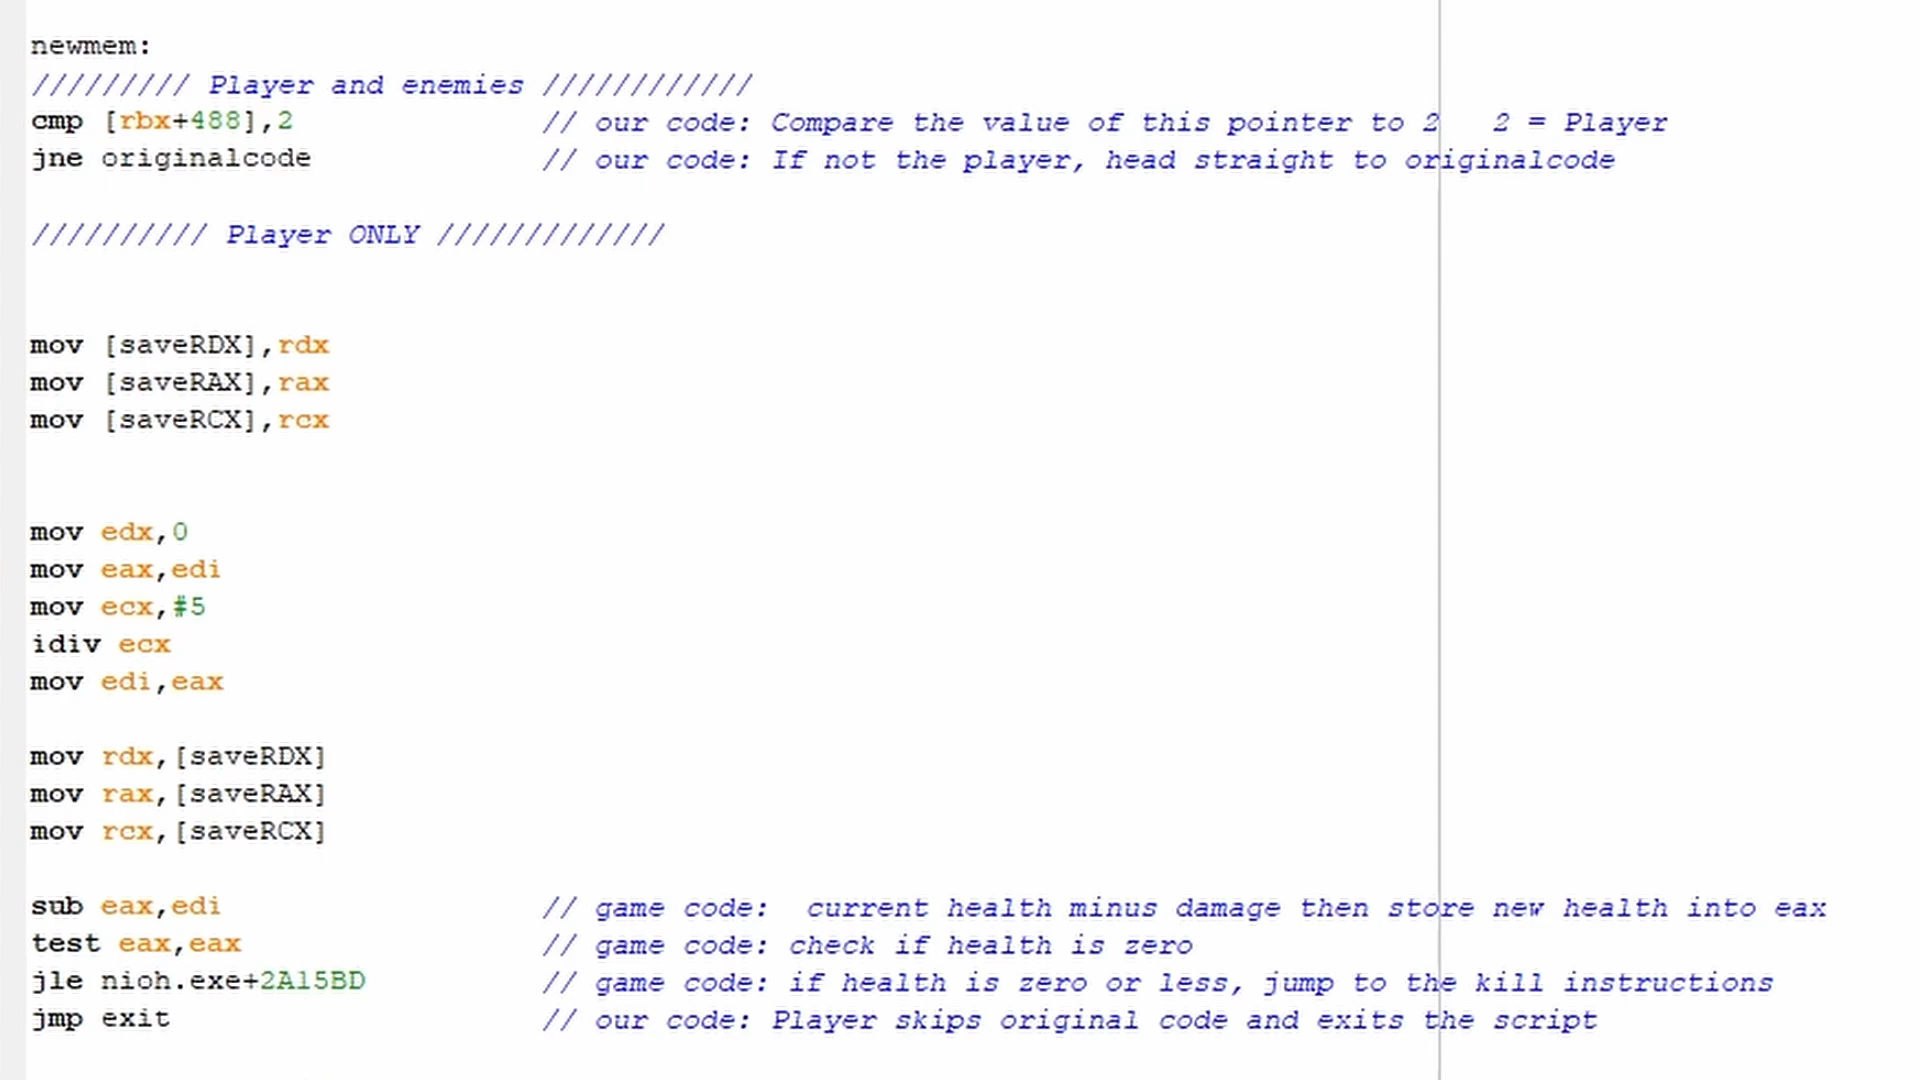 newmem:
///////// Player and enemies ////////////
cmp [rbx+488],2 // our code: Compare the value of this pointer to 2 2 = Player
jne originalcode // our code: If not the player, head straight to originalcode
////////// Player ONLY /////////////
mov [saveRDX],rdx
mov [saveRAX],rax
mov [saveRCX],rcx
mov edx,0
mov eax,edi
mov ecx,#5
idiv ecx
mov edi,eax
mov rdx,[saveRDX]
mov rax,[saveRAX]
mov rcx,[saveRCX]
sub eax,edi // game code: current health minus damage then store new health into eax
test eax,eax // game code: check if health is zero
jle nioh.exe+2A15BD // game code: if health is zero or less, jump to the kill instructions
jmp exit // our code: Player skips original code and exits the script